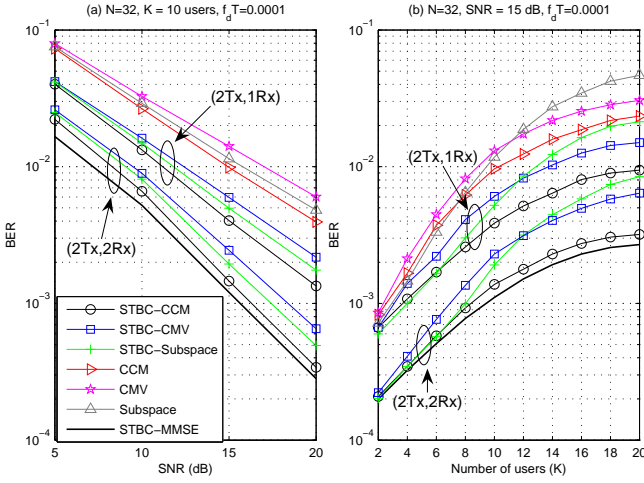 (a) N=32, K = 10 users, f_dT=0.0001
(b) N=32, SNR = 15 dB, f_dT=0.0001
10^−1
10^−2
10^−3
10^−4
BER
5
10
15
20
SNR (dB)
(2Tx,1Rx)
(2Tx,2Rx)
STBC−CCM
STBC−CMV
STBC−Subspace
CCM
CMV
Subspace
STBC−MMSE
10^−1
10^−2
10^−3
10^−4
BER
2
4
6
8
10
12
14
16
18
20
Number of users (K)
(2Tx,1Rx)
(2Tx,2Rx)